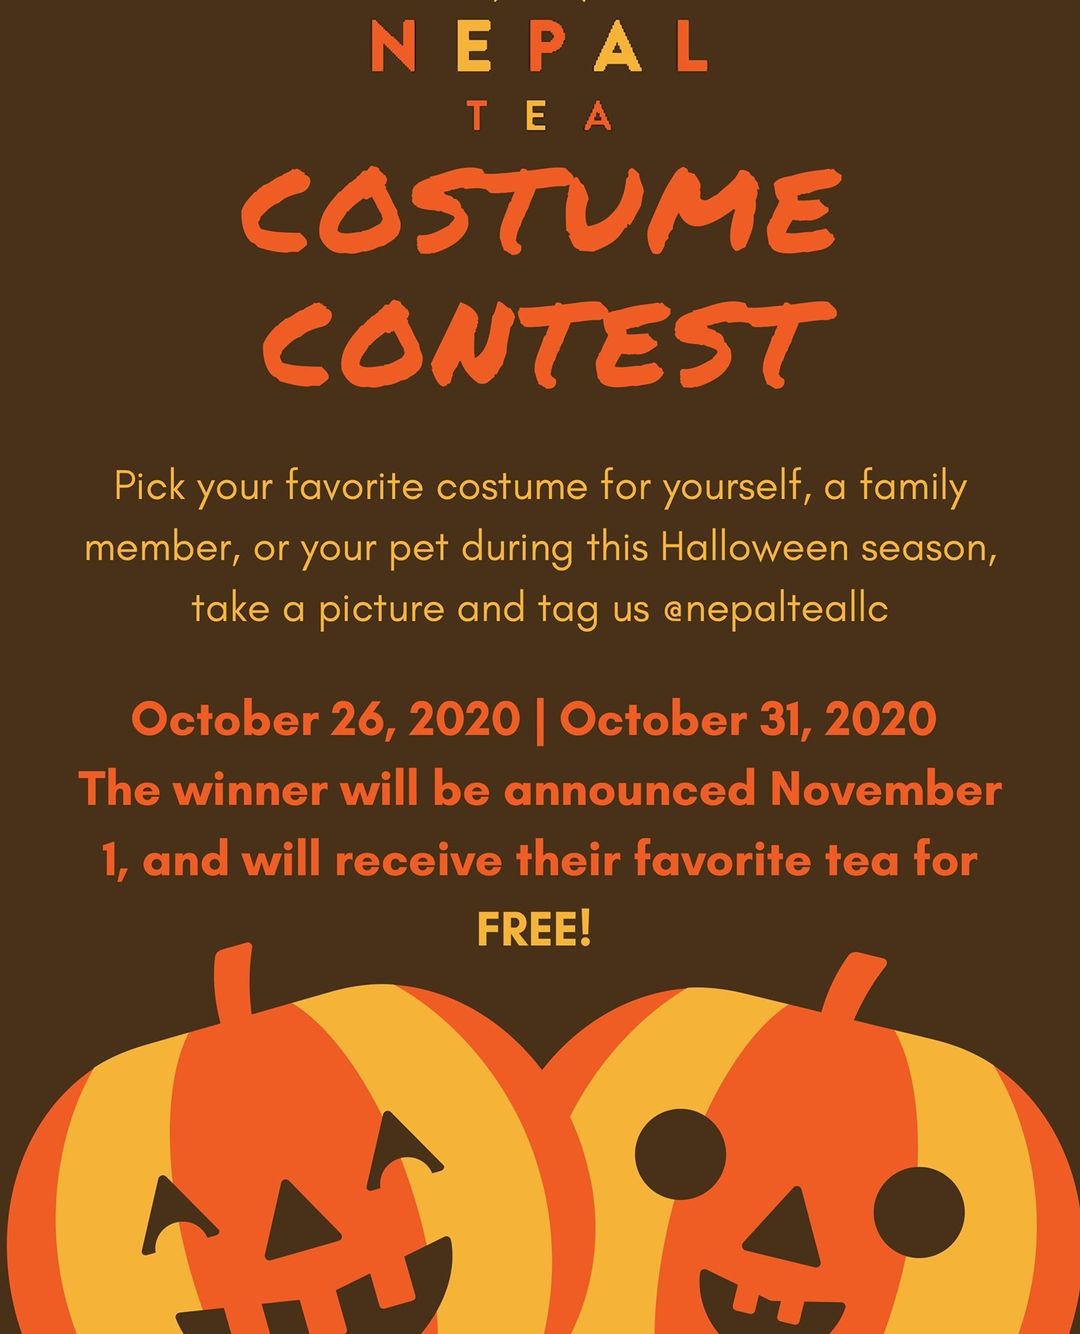 NEPAL
TEA
COSTUME
CONTEST
Pick your favorite costume for yourself, a family
member, or your pet during this Halloween season,
take a picture and tag us @nepalteallc
October 26, 2020 | October 31, 2020
The winner will be announced November
1, and will receive their favorite tea for
FREE!